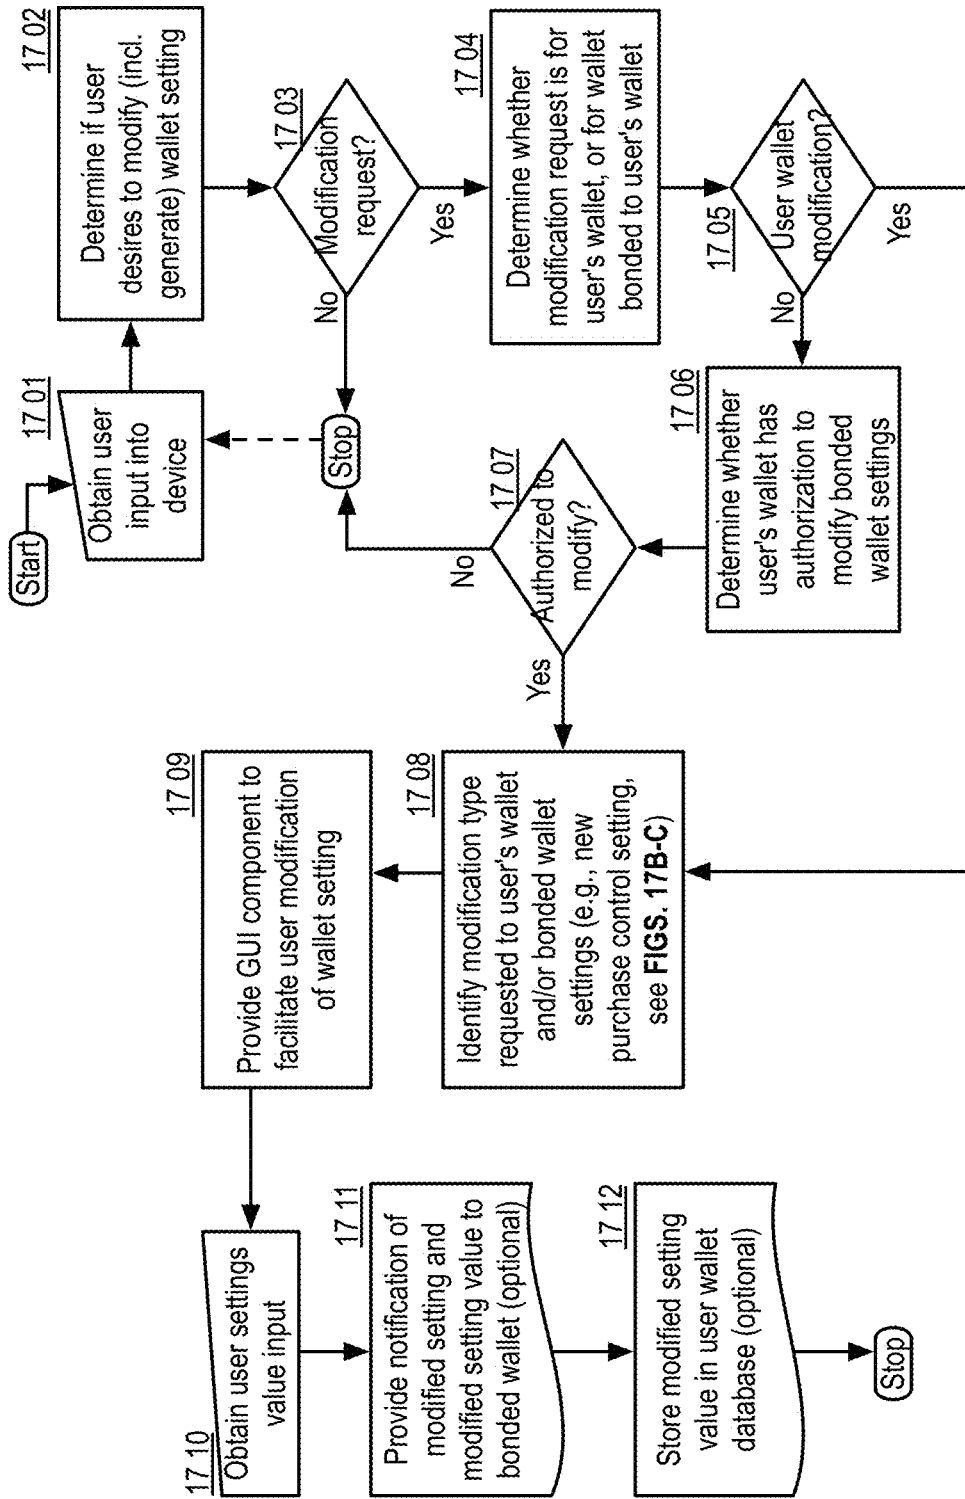 Start
17 01
Obtain user
input into
device
17 02
Determine if user
desires to modify (incl.
generate) wallet setting
17 03
Modification
request?
No
Yes
Stop
17 04
Determine whether
modification request is for
user's wallet, or for wallet
bonded to user's wallet
17 05
User wallet
modification?
No
Yes
17 06
Determine whether
user's wallet has
authorization to
modify bonded
wallet settings
17 07
Authorized to
modify?
No
Yes
17 08
Identify modification type
requested to user's wallet
and/or bonded wallet
settings (e.g., new
purchase control setting,
see FIGS. 17B-C)
17 09
Provide GUI component to
facilitate user modification
of wallet setting
17 10
Obtain user settings
value input
17 11
Provide notification of
modified setting and
modified setting value to
bonded wallet (optional)
17 12
Store modified setting
value in user wallet
database (optional)
Stop